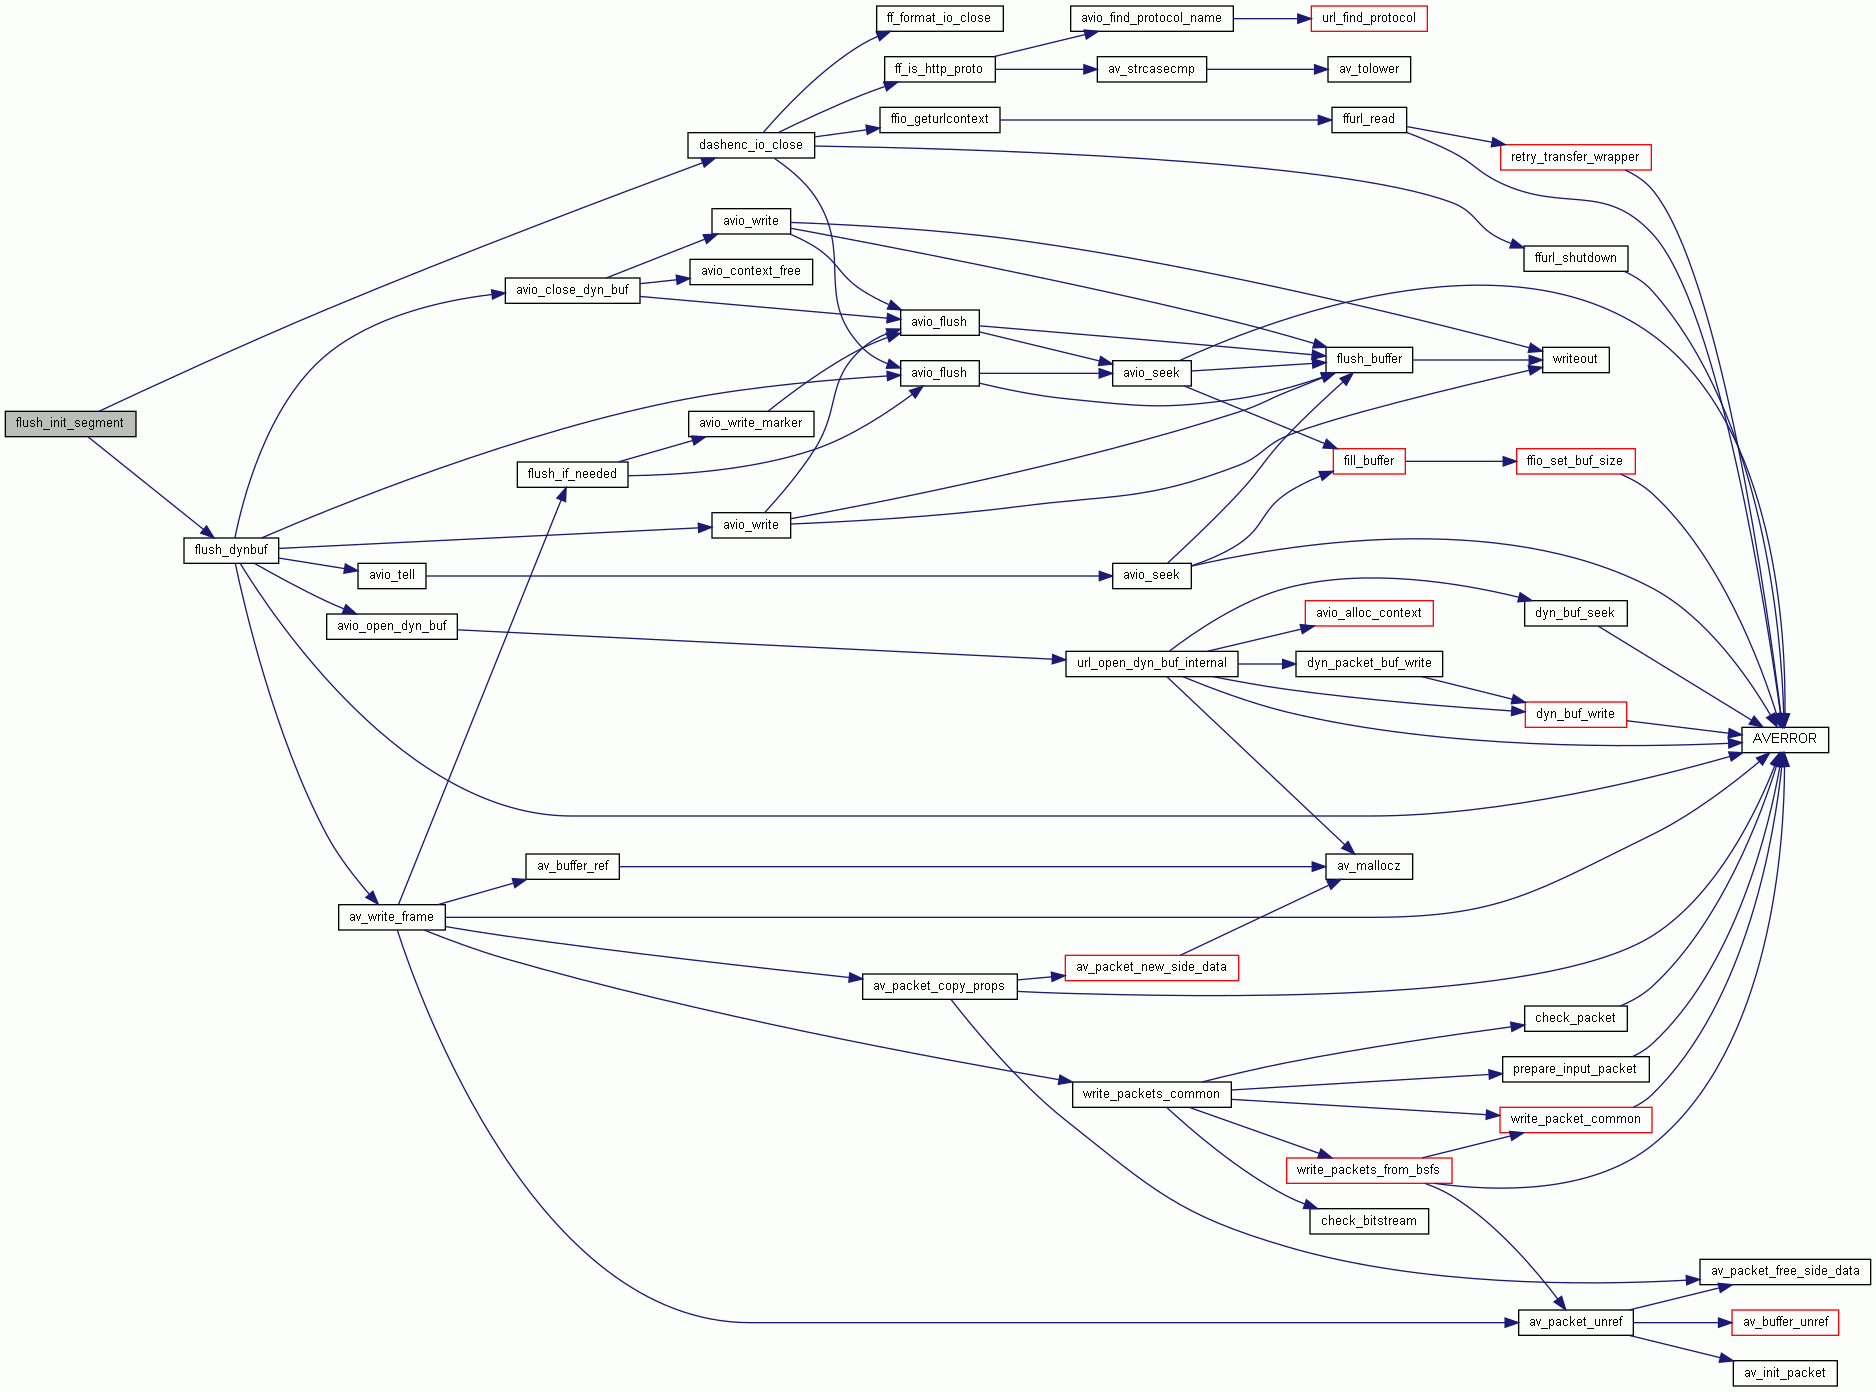 ff_format_io_close
avio_find_protocol_name
url_find_protocol
ff_is_http_proto
av_strcasecmp
av_tolower
ffio_geturlcontext
ffurl_read
dashenc_io_close
retry_transfer_wrapper
avio_write
ffurl_shutdown
avio_context_free
avio_close_dyn_buf
avio_flush
flush_buffer
writeout
avio_flush
avio_seek
flush_init_segment
avio_write_marker
fill_buffer
ffio_set_buf_size
flush_if_needed
avio_write
flush_dynbuf
avio_tell
avio_seek
avio_open_dyn_buf
avio_alloc_context
dyn_buf_seek
url_open_dyn_buf_internal
dyn_packet_buf_write
dyn_buf_write
AVERROR
av_buffer_ref
av_mallocz
av_write_frame
av_packet_new_side_data
av_packet_copy_props
check_packet
prepare_input_packet
write_packets_common
write_packet_common
write_packets_from_bsfs
check_bitstream
av_packet_free_side_data
av_packet_unref
av_buffer_unref
av_init_packet